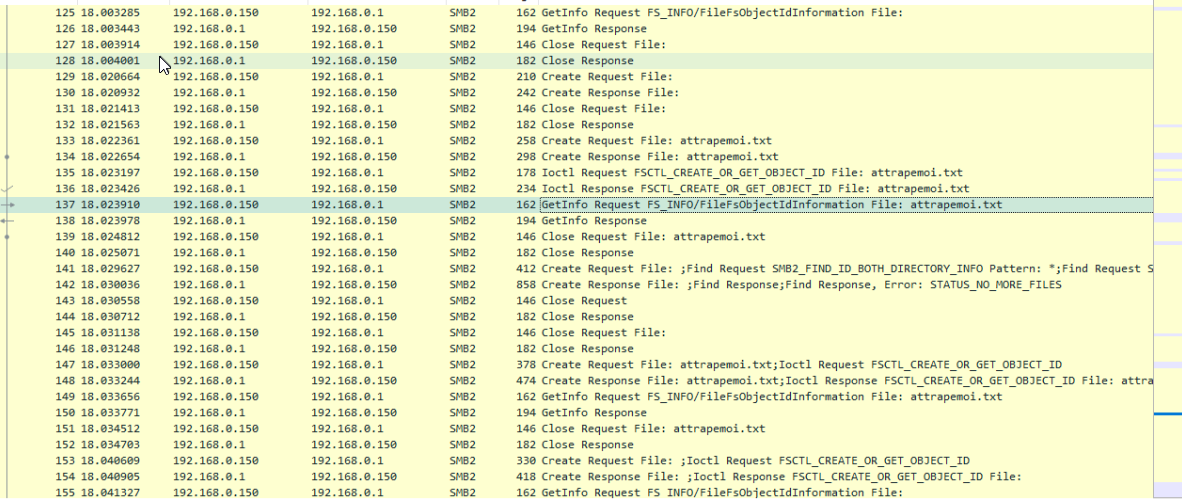 125 18.003285 192.168.0.150 192.168.0.1 SMB2 162 GetInfo Request FS_INFO/FileFsObjectIdInformation File:
126 18.003443 192.168.0.1 192.168.0.150 SMB2 194 GetInfo Response
127 18.003914 192.168.0.150 192.168.0.1 SMB2 146 Close Request File:
128 18.004001 192.168.0.1 192.168.0.150 SMB2 182 Close Response
129 18.020664 192.168.0.150 192.168.0.1 SMB2 210 Create Request File:
130 18.020932 192.168.0.1 192.168.0.150 SMB2 242 Create Response File:
131 18.021413 192.168.0.150 192.168.0.1 SMB2 146 Close Request File:
132 18.021563 192.168.0.1 192.168.0.150 SMB2 182 Close Response
133 18.022361 192.168.0.150 192.168.0.1 SMB2 258 Create Request File: attrapemoi.txt
134 18.022654 192.168.0.1 192.168.0.150 SMB2 298 Create Response File: attrapemoi.txt
135 18.023197 192.168.0.150 192.168.0.1 SMB2 178 Ioctl Request FSCTL_CREATE_OR_GET_OBJECT_ID File: attrapemoi.txt
136 18.023426 192.168.0.1 192.168.0.150 SMB2 234 Ioctl Response FSCTL_CREATE_OR_GET_OBJECT_ID File: attrapemoi.txt
137 18.023910 192.168.0.150 192.168.0.1 SMB2 162 GetInfo Request FS_INFO/FileFsObjectIdInformation File: attrapemoi.txt
138 18.023978 192.168.0.1 192.168.0.150 SMB2 194 GetInfo Response
139 18.024812 192.168.0.150 192.168.0.1 SMB2 146 Close Request File: attrapemoi.txt
140 18.025071 192.168.0.1 192.168.0.150 SMB2 182 Close Response
141 18.029627 192.168.0.150 192.168.0.1 SMB2 412 Create Request File: ;Find Request SMB2_FIND_ID_BOTH_DIRECTORY_INFO Pattern: *;Find Request S
142 18.030036 192.168.0.1 192.168.0.150 SMB2 858 Create Response File: ;Find Response;Find Response, Error: STATUS_NO_MORE_FILES
143 18.030558 192.168.0.150 192.168.0.1 SMB2 146 Close Request
144 18.030712 192.168.0.1 192.168.0.150 SMB2 182 Close Response
145 18.031138 192.168.0.150 192.168.0.1 SMB2 146 Close Request File:
146 18.031248 192.168.0.1 192.168.0.150 SMB2 182 Close Response
147 18.033000 192.168.0.150 192.168.0.1 SMB2 378 Create Request File: attrapemoi.txt;Ioctl Request FSCTL_CREATE_OR_GET_OBJECT_ID
148 18.033244 192.168.0.1 192.168.0.150 SMB2 474 Create Response File: attrapemoi.txt;Ioctl Response FSCTL_CREATE_OR_GET_OBJECT_ID File: attra
149 18.033656 192.168.0.150 192.168.0.1 SMB2 162 GetInfo Request FS_INFO/FileFsObjectIdInformation File: attrapemoi.txt
150 18.033771 192.168.0.1 192.168.0.150 SMB2 194 GetInfo Response
151 18.034512 192.168.0.150 192.168.0.1 SMB2 146 Close Request File: attrapemoi.txt
152 18.034703 192.168.0.1 192.168.0.150 SMB2 182 Close Response
153 18.040609 192.168.0.150 192.168.0.1 SMB2 330 Create Request File: ;Ioctl Request FSCTL_CREATE_OR_GET_OBJECT_ID
154 18.040905 192.168.0.1 192.168.0.150 SMB2 418 Create Response File: ;Ioctl Response FSCTL_CREATE_OR_GET_OBJECT_ID File:
155 18.041327 192.168.0.150 192.168.0.1 SMB2 162 GetInfo Request FS_INFO/FileFsObjectIdInformation File: